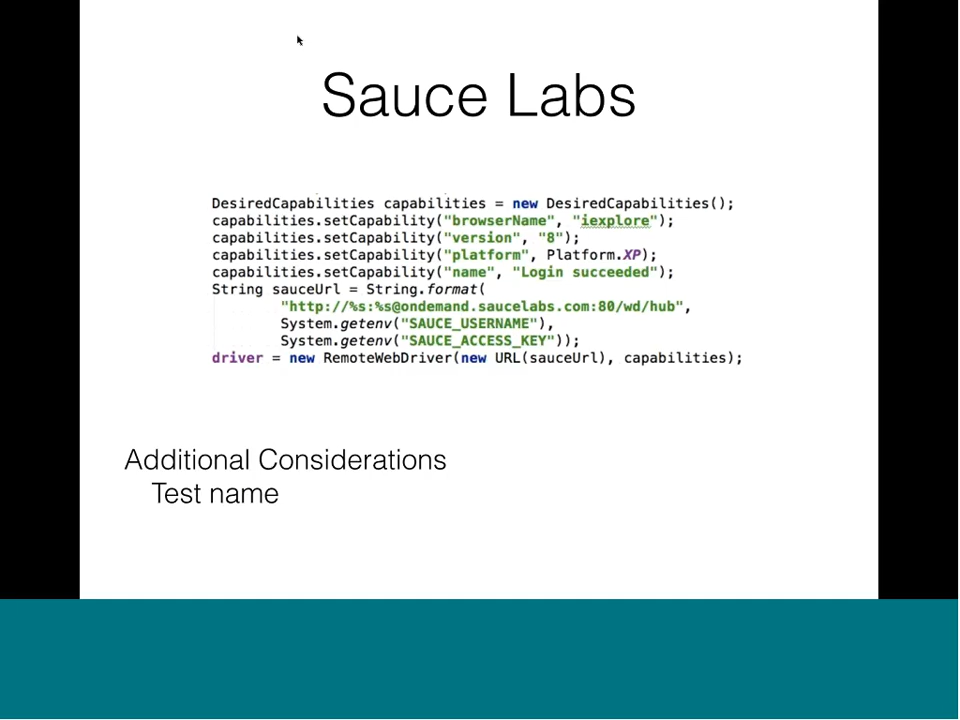 Sauce Labs
DesiredCapabilities capabilities = new DesiredCapabilities();
capabilities.setCapability("browserName", "iexplore");
capabilities.setCapability("version", "8");
capabilities.setCapability("platform", Platform.XP);
capabilities.setCapability("name", "Login succeeded");
String sauceUrl = String.format(
"http://%s:%s@ondemand.saucelabs.com:80/wd/hub",
System.getenv("SAUCE_USERNAME"),
System.getenv("SAUCE_ACCESS_KEY"));
driver = new RemoteWebDriver(new URL(sauceUrl), capabilities);
Additional Considerations
Test name